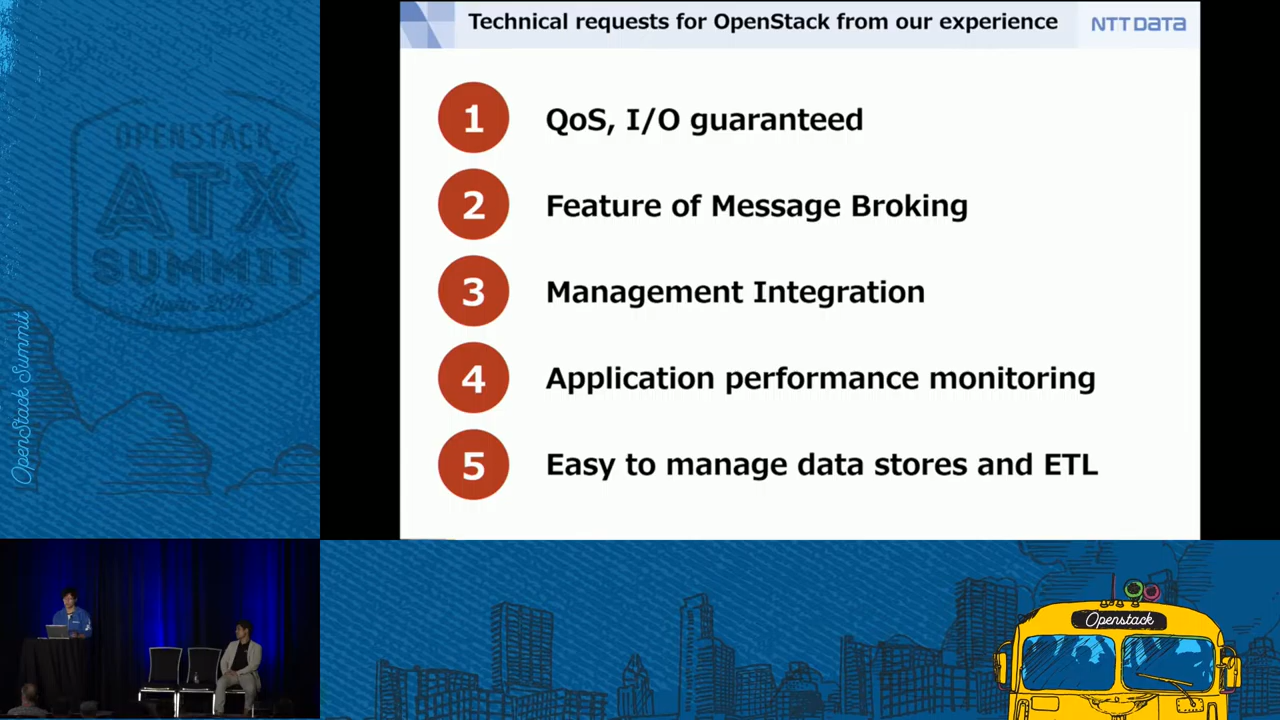 Technical requests for OpenStack from our experience
NTT DATA
1 QoS, I/O guaranteed
2 Feature of Message Broking
3 Management Integration
4 Application performance monitoring
5 Easy to manage data stores and ETL
OPENSTACK
ATX
SUMMIT
OpenStack Summit
Openstack